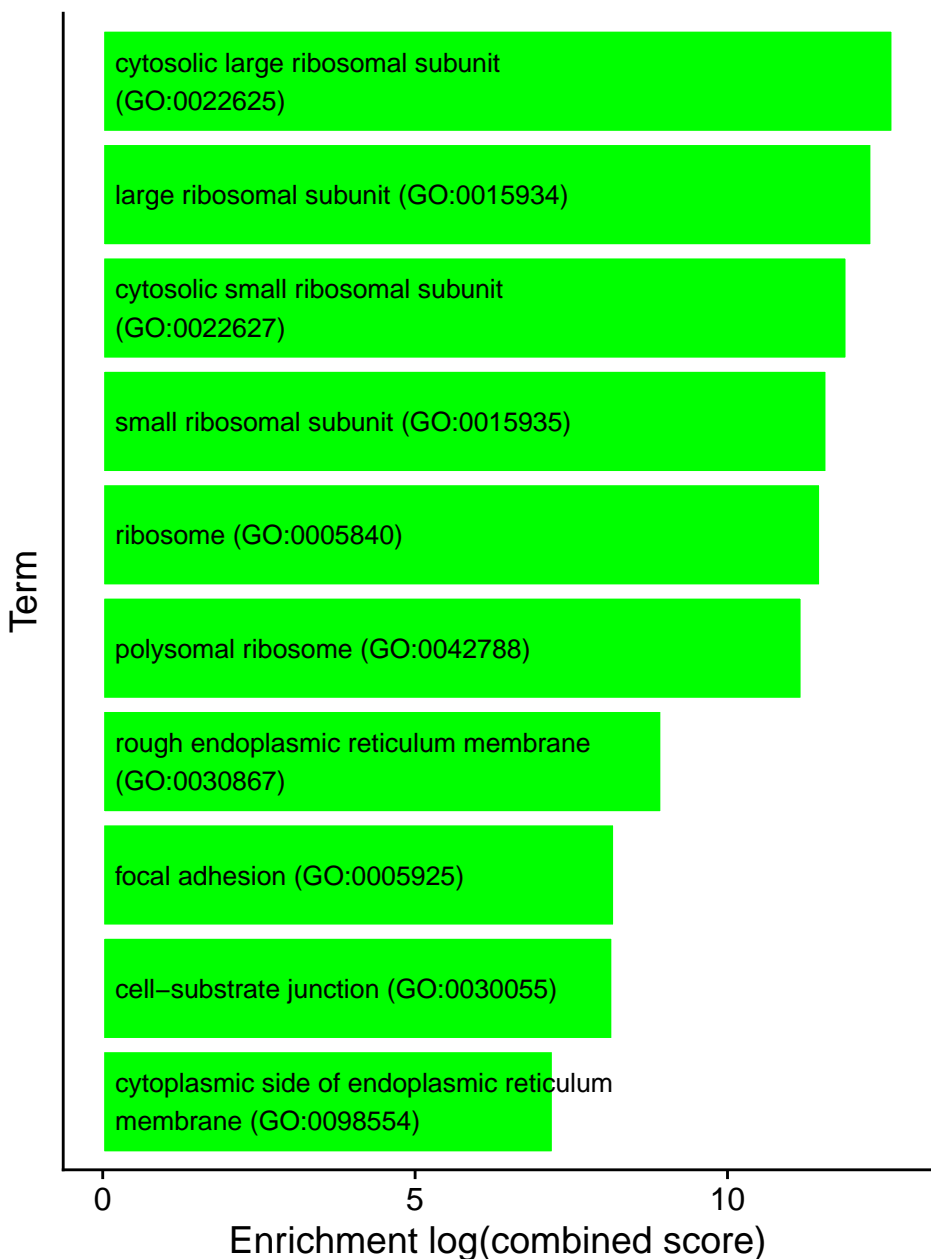 cytosolic large ribosomal subunit
(GO:0022625)
large ribosomal subunit (GO:0015934)
cytosolic small ribosomal subunit
(GO:0022627)
small ribosomal subunit (GO:0015935)
ribosome (GO:0005840)
polysomal ribosome (GO:0042788)
rough endoplasmic reticulum membrane
(GO:0030867)
focal adhesion (GO:0005925)
cell−substrate junction (GO:0030055)
cytoplasmic side of endoplasmic reticulum
membrane (GO:0098554)
Term
0 5 10
Enrichment log(combined score)